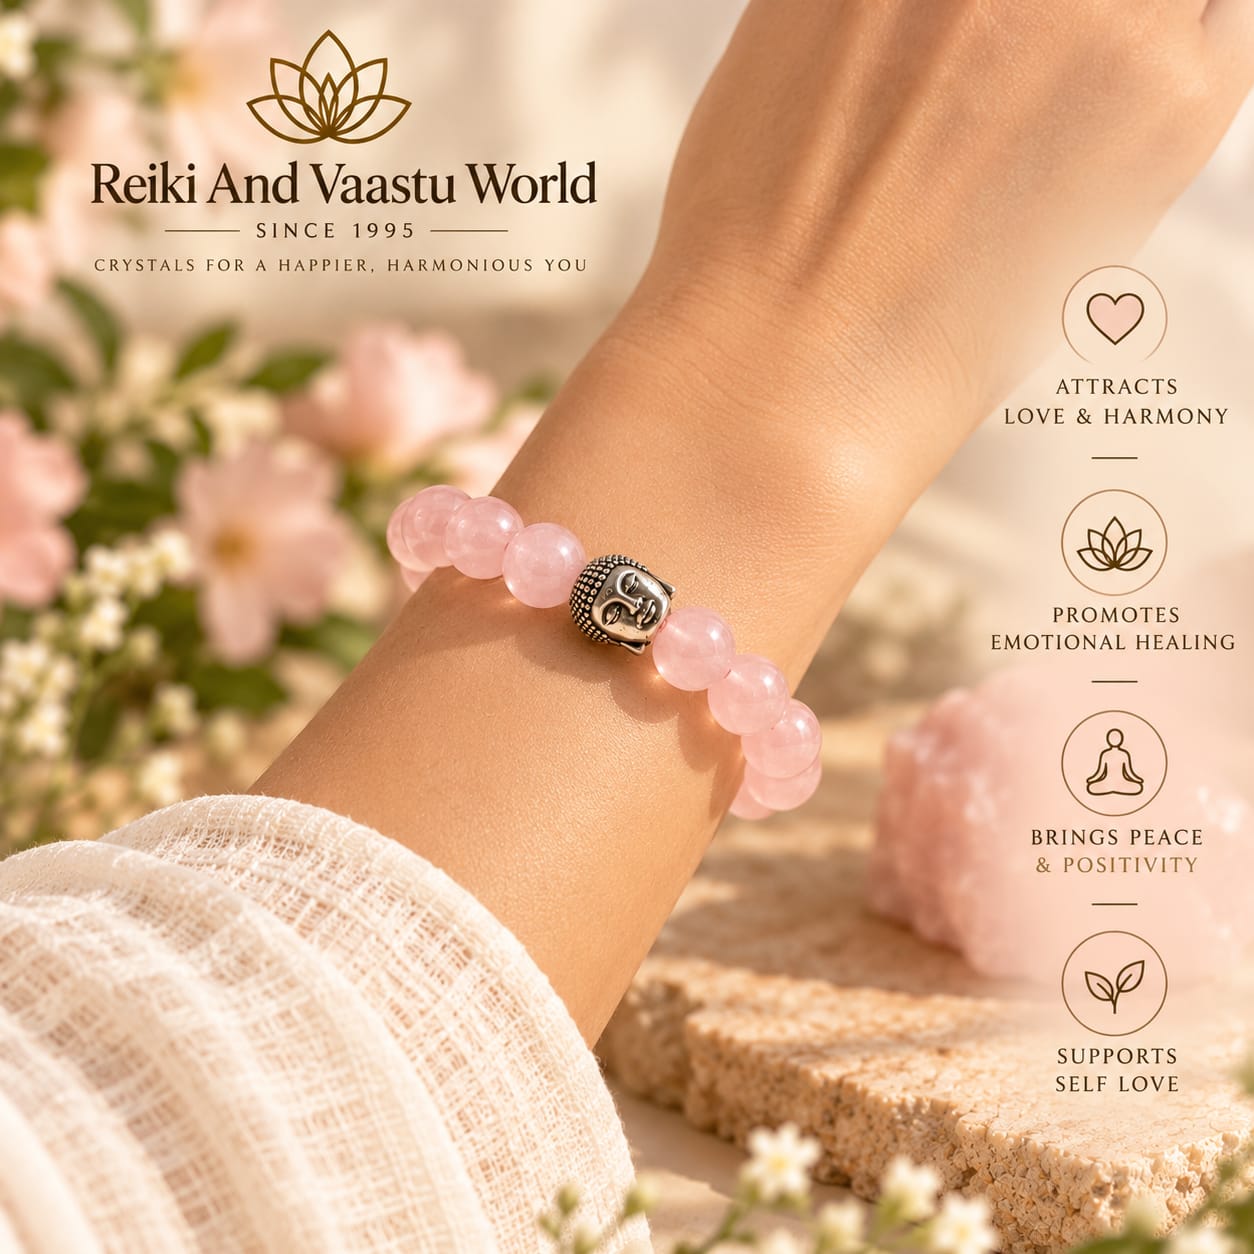 Reiki And Vaastu World
SINCE 1995
CRYSTALS FOR A HAPPIER, HARMONIOUS YOU
ATTRACTS
LOVE & HARMONY
PROMOTES
EMOTIONAL HEALING
BRINGS PEACE
& POSITIVITY
SUPPORTS
SELF LOVE